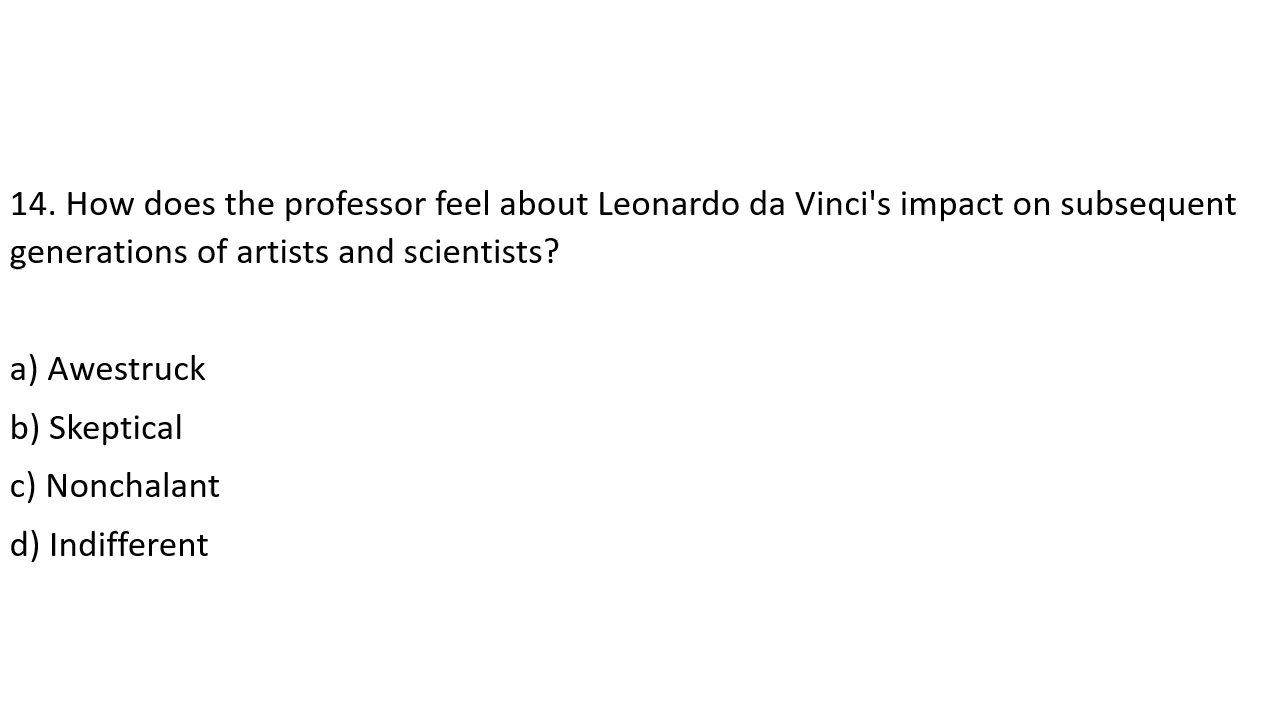 14. How does the professor feel about Leonardo da Vinci's impact on subsequent
generations of artists and scientists?
a) Awestruck
b) Skeptical
c) Nonchalant
d) Indifferent